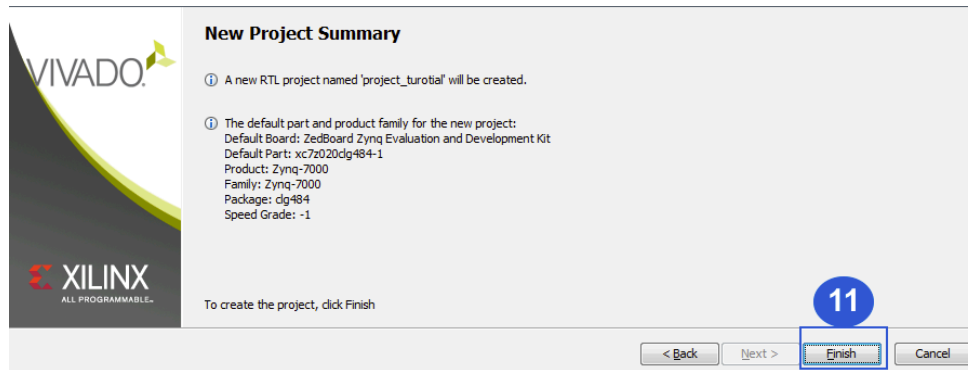 New Project Summary
VIVADO.
A new RTL project named 'project_turotial' will be created.
The default part and product family for the new project:
Default Board: ZedBoard Zynq Evaluation and Development Kit
Default Part: xc7z020clg484-1
Product: Zynq-7000
Family: Zynq-7000
Package: clg484
Speed Grade: -1
XILINX
ALL PROGRAMMABLE™
To create the project, click Finish
11
< Back Next > Finish Cancel